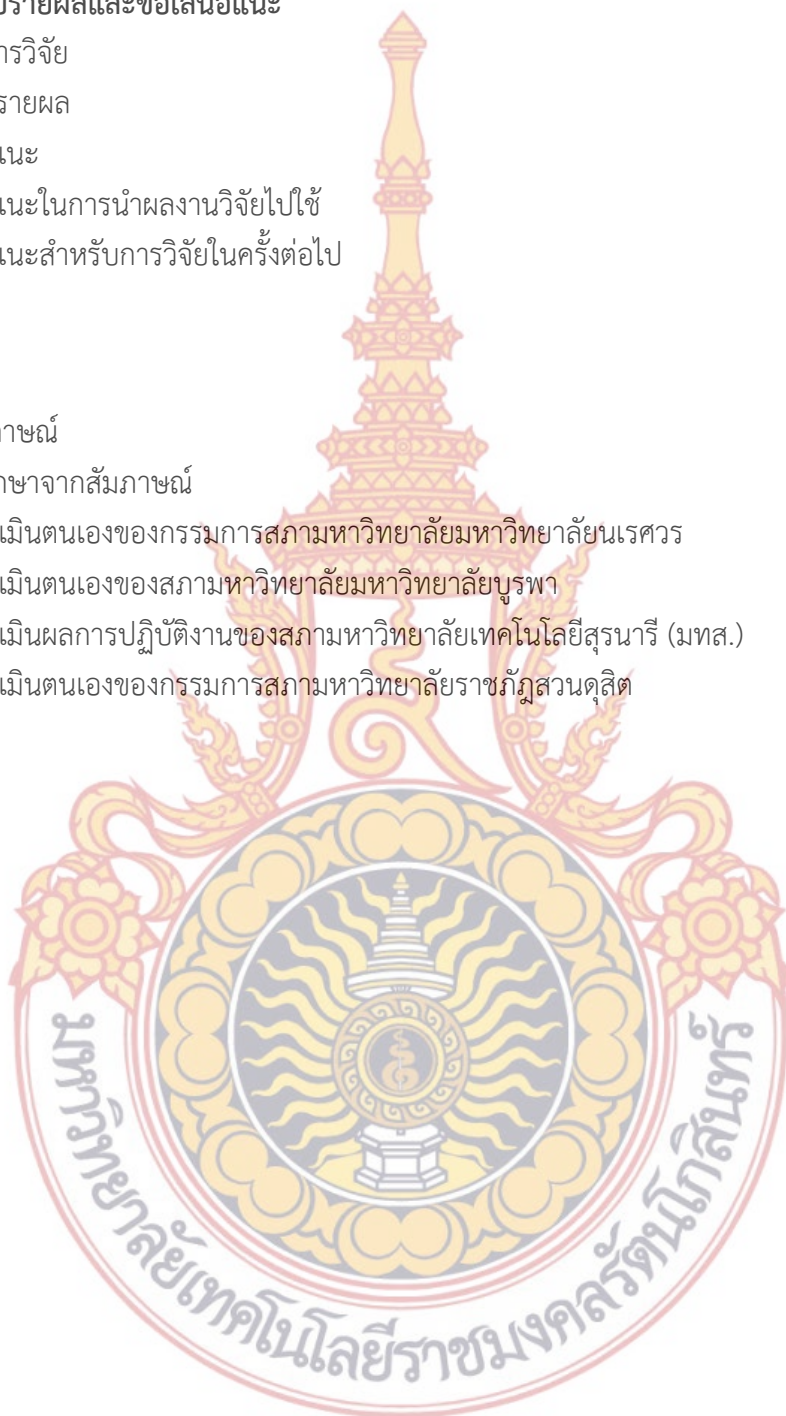 ปรายผลและข้อเสนอแนะ
ารวิจัย
รายผล
แนะ
แนะในการนำผลงานวิจัยไปใช้
แนะสำหรับการวิจัยในครั้งต่อไป
าษณ์
กษาจากสัมภาษณ์
เมินตนเองของกรรมการสภามหาวิทยาลัยมหาวิทยาลัยนเรศวร
เมินตนเองของสภามหาวิทยาลัยมหาวิทยาลัยบูรพา
เมินผลการปฏิบัติงานของสภามหาวิทยาลัยเทคโนโลยีสุรนารี (มทส.)
เมินตนเองของกรรมการสภามหาวิทยาลัยราชภัฎสวนดุสิต
มหาวิทยาลัยเทคโนโลยีราชมงคลรัตนโกสินทร์